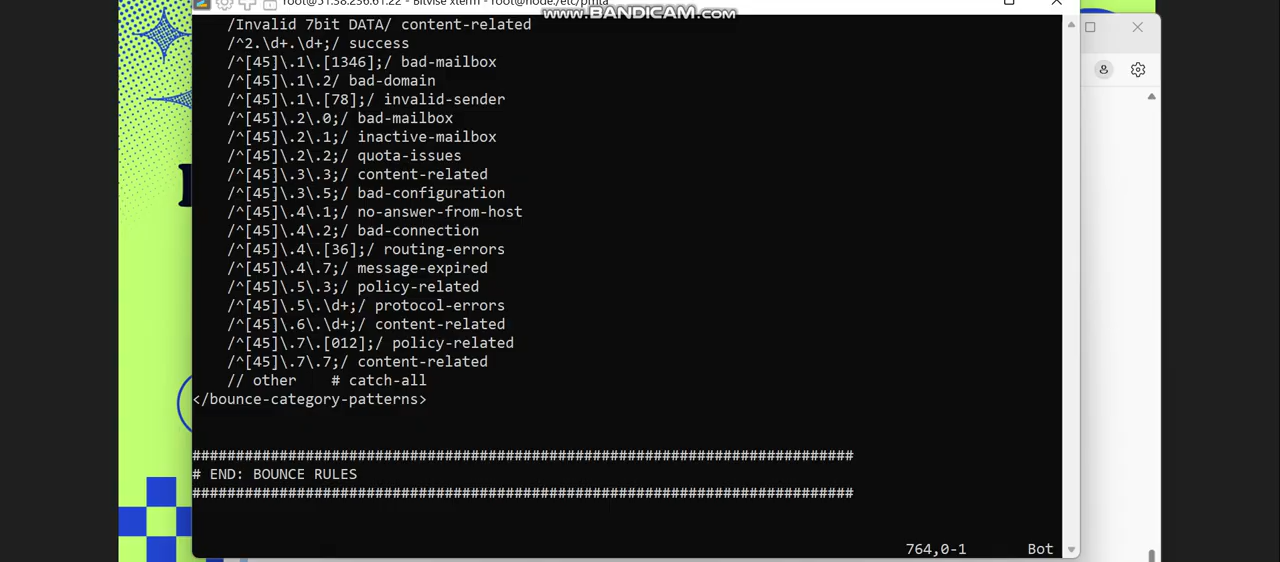 root@51.38.236.61:22 - Bitvise xterm - root@node:/etc/pmta
www.BANDICAM.com
/Invalid 7bit DATA/ content-related
/^2.\d+.\d+;/ success
/^[45]\.1\.[1346];/ bad-mailbox
/^[45]\.1\.2/ bad-domain
/^[45]\.1\.[78];/ invalid-sender
/^[45]\.2\.0;/ bad-mailbox
/^[45]\.2\.1;/ inactive-mailbox
/^[45]\.2\.2;/ quota-issues
/^[45]\.3\.3;/ content-related
/^[45]\.3\.5;/ bad-configuration
/^[45]\.4\.1;/ no-answer-from-host
/^[45]\.4\.2;/ bad-connection
/^[45]\.4\.[36];/ routing-errors
/^[45]\.4\.7;/ message-expired
/^[45]\.5\.3;/ policy-related
/^[45]\.5\.\d+;/ protocol-errors
/^[45]\.6\.\d+;/ content-related
/^[45]\.7\.[012];/ policy-related
/^[45]\.7\.7;/ content-related
// other    # catch-all
</bounce-category-patterns>
############################################################################
# END: BOUNCE RULES
############################################################################
764,0-1 Bot